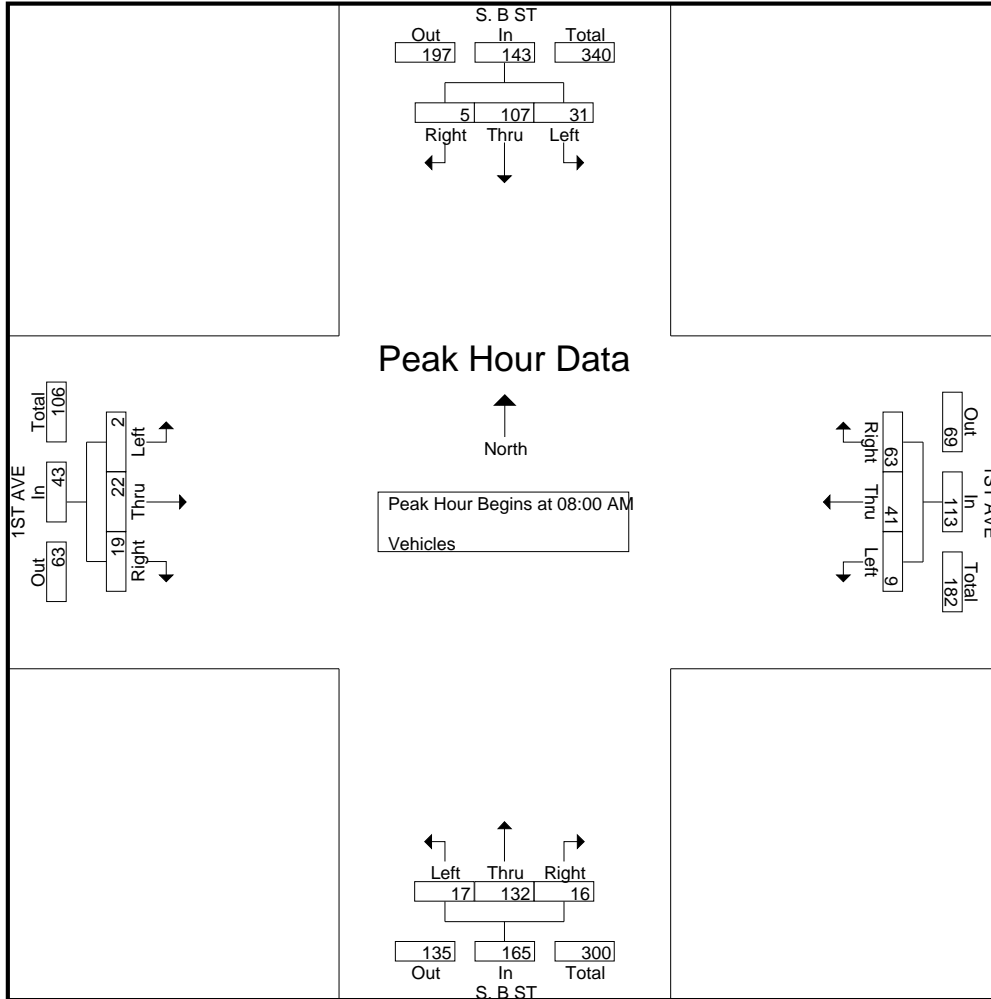 S. B ST
Out In Total
197 143 340
5 107 31
Right Thru Left
Peak Hour Data
North
Peak Hour Begins at 08:00 AM
Vehicles
1ST AVE
Out In Total
63 43 106
19 22 2
Right Thru Left
1ST AVE
Out In Total
69 113 182
63 41 9
Right Thru Left
Left Thru Right
17 132 16
135 165 300
Out In Total
S. B ST